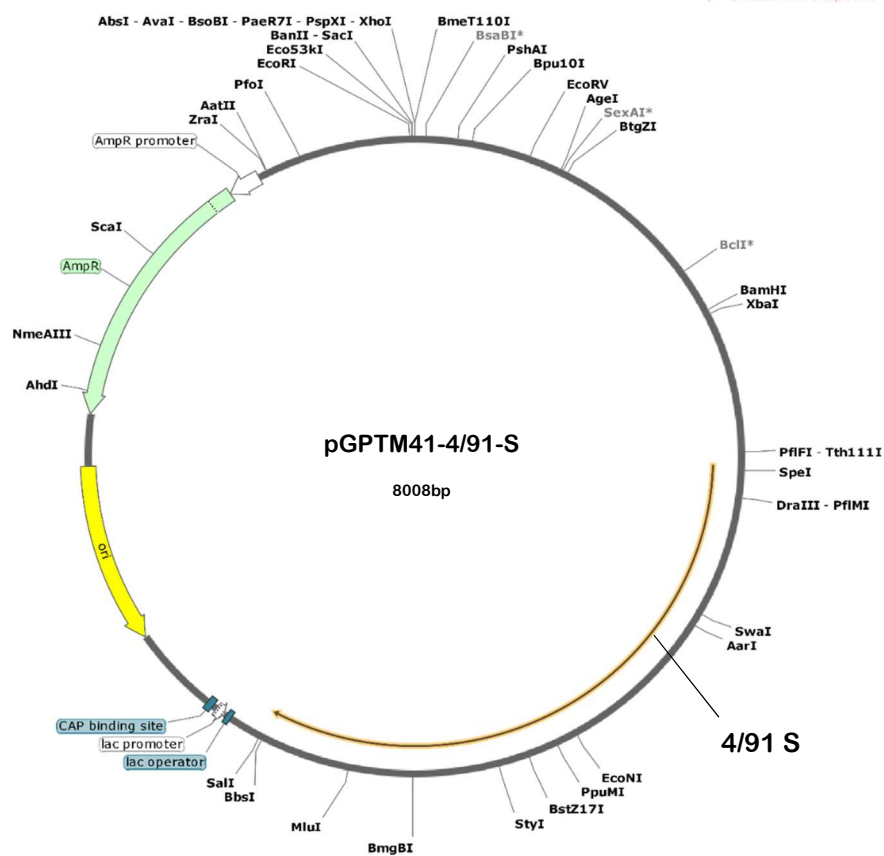 AbsI - AvaI - BsoBI - PaeR7I - PspXI - XhoI
BanII - SacI
Eco53kI
EcoRI
PfoI
AatII
ZraI
AmpR promoter
ScaI
AmpR
NmeAIII
AhdI
ori
CAP binding site
lac promoter
lac operator
SalI
BbsI
MluI
BmgBI
StyI
BstZ17I
PpuMI
EcoNI
AarI
SwaI
DraIII - PflMI
SpeI
PflFI - Tth111I
XbaI
BamHI
BclI*
BtgZI
SexAI*
AgeI
EcoRV
Bpu10I
PshAI
BsaBI*
BmeT110I
pGPTM41-4/91-S
8008bp
4/91 S